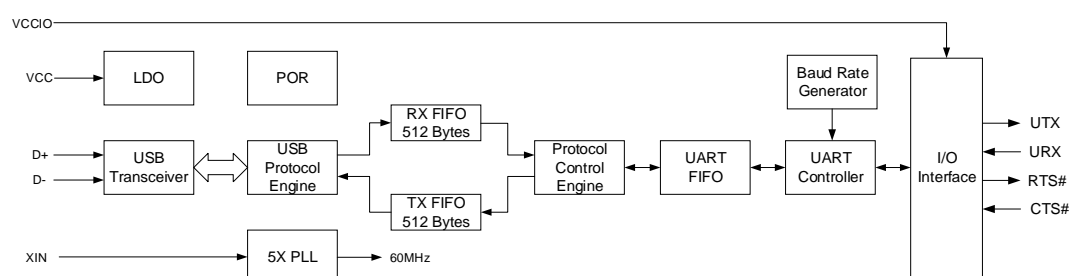 VCCIO
VCC
LDO
POR
Baud Rate
Generator
RX FIFO
512 Bytes
UTX
D+
D-
USB
Transceiver
USB
Protocol
Engine
Protocol
Control
Engine
UART
FIFO
UART
Controller
I/O
Interface
URX
RTS#
CTS#
TX FIFO
512 Bytes
XIN
5X PLL
60MHz